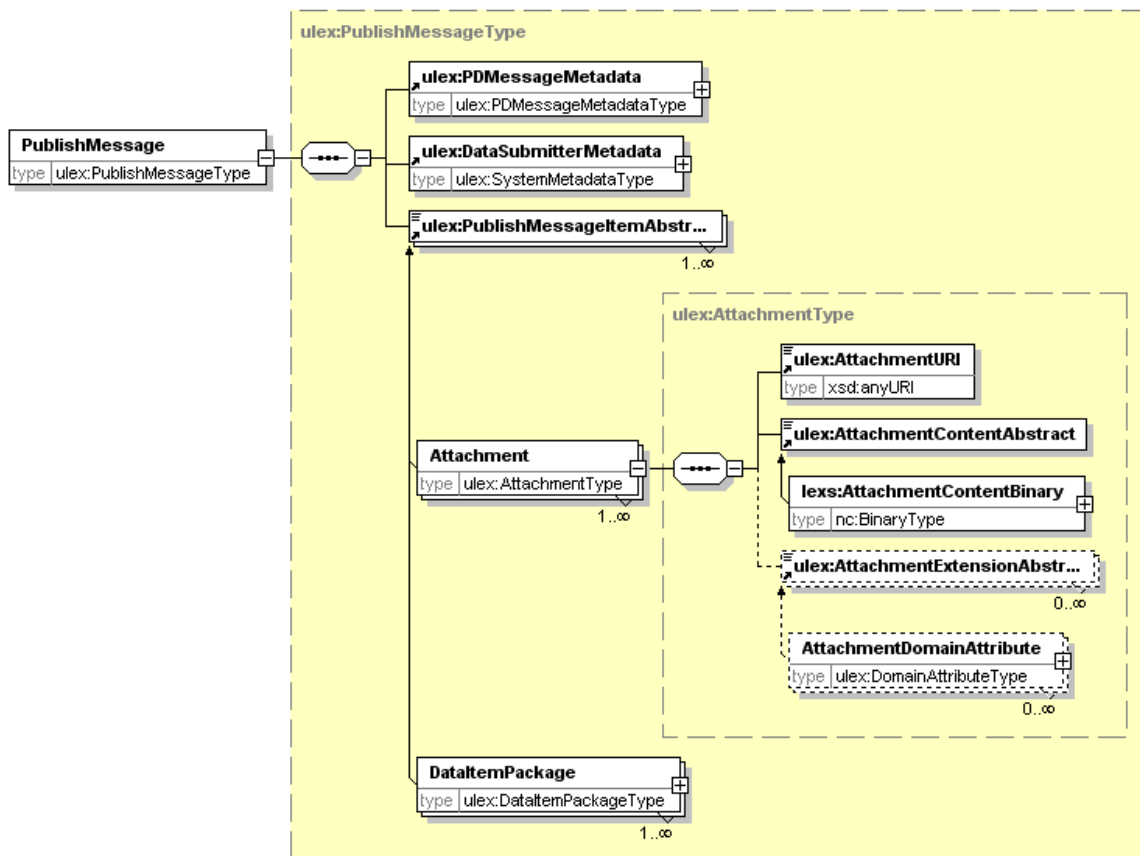 ulex:PublishMessageType
ulex:PDMessageMetadata
type ulex:PDMessageMetadataType
PublishMessage
type ulex:PublishMessageType
ulex:DataSubmitterMetadata
type ulex:SystemMetadataType
ulex:PublishMessageItemAbstr...
1..∞
ulex:AttachmentType
ulex:AttachmentURI
type xsd:anyURI
ulex:AttachmentContentAbstract
Attachment
type ulex:AttachmentType
1..∞
lexs:AttachmentContentBinary
type nc:BinaryType
ulex:AttachmentExtensionAbstr...
0..∞
AttachmentDomainAttribute
type ulex:DomainAttributeType
0..∞
DataItemPackage
type ulex:DataItemPackageType
1..∞